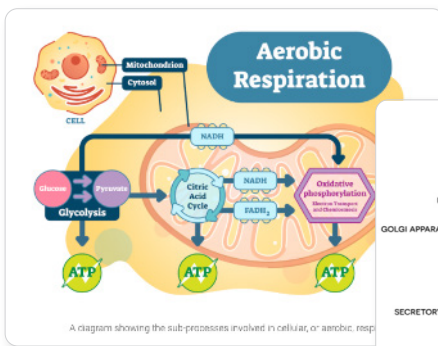 Aerobic
Respiration
Mitochondrion
Cytosol
CELL
NADH
Glucose
Pyruvate
Glycolysis
Citric
Acid
Cycle
NADH
FADH2
Oxidative
phosphorylation
Electron Transport
and Chemiosmosis
ATP
ATP
ATP
A diagram showing the sub-processes involved in cellular, or aerobic, resp
GOLGI APPARA
SECRETORY